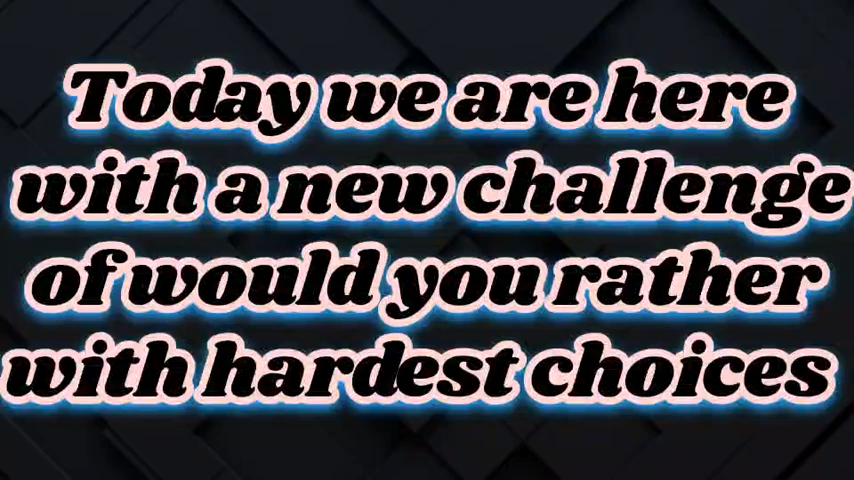 Today we are here
with a new challenge
of would you rather
with hardest choices